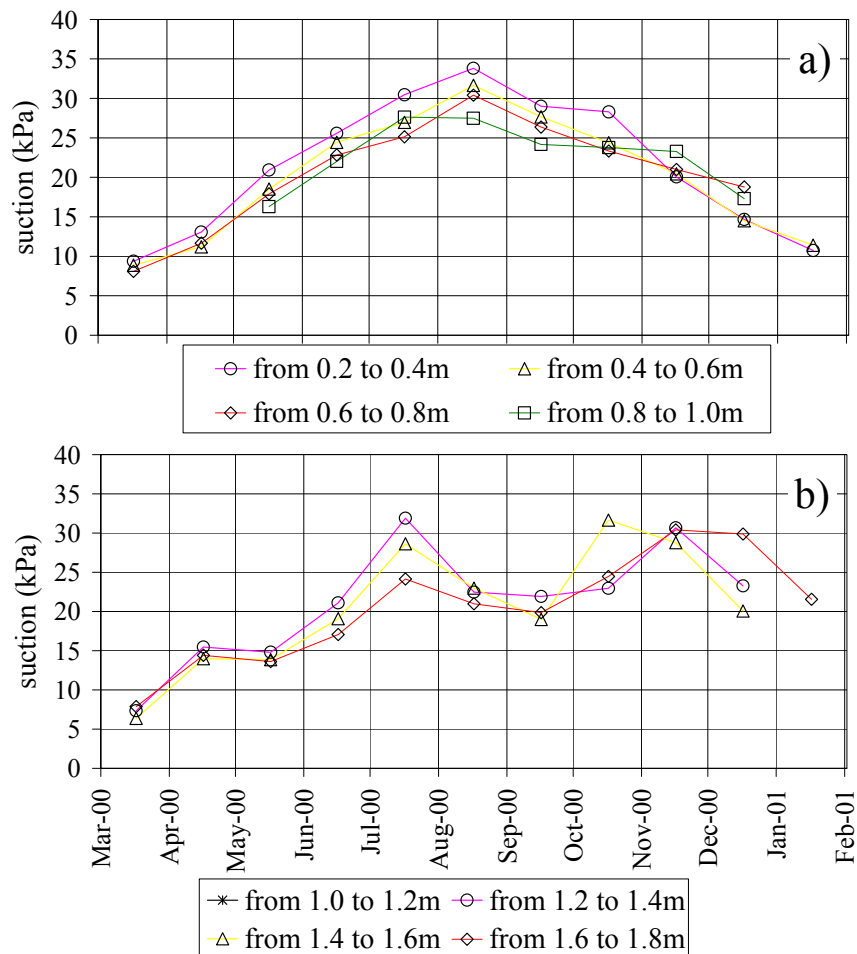 40
a)
35
30
25
20
15
10
5
0
suction (kPa)
from 0.2 to 0.4m from 0.4 to 0.6m
from 0.6 to 0.8m from 0.8 to 1.0m
40
b)
35
30
25
20
15
10
5
0
suction (kPa)
Mar-00
Apr-00
May-00
Jun-00
Jul-00
Aug-00
Sep-00
Oct-00
Nov-00
Dec-00
Jan-01
Feb-01
from 1.0 to 1.2m from 1.2 to 1.4m
from 1.4 to 1.6m from 1.6 to 1.8m